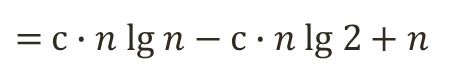 = c · n lg n − c · n lg 2 + n